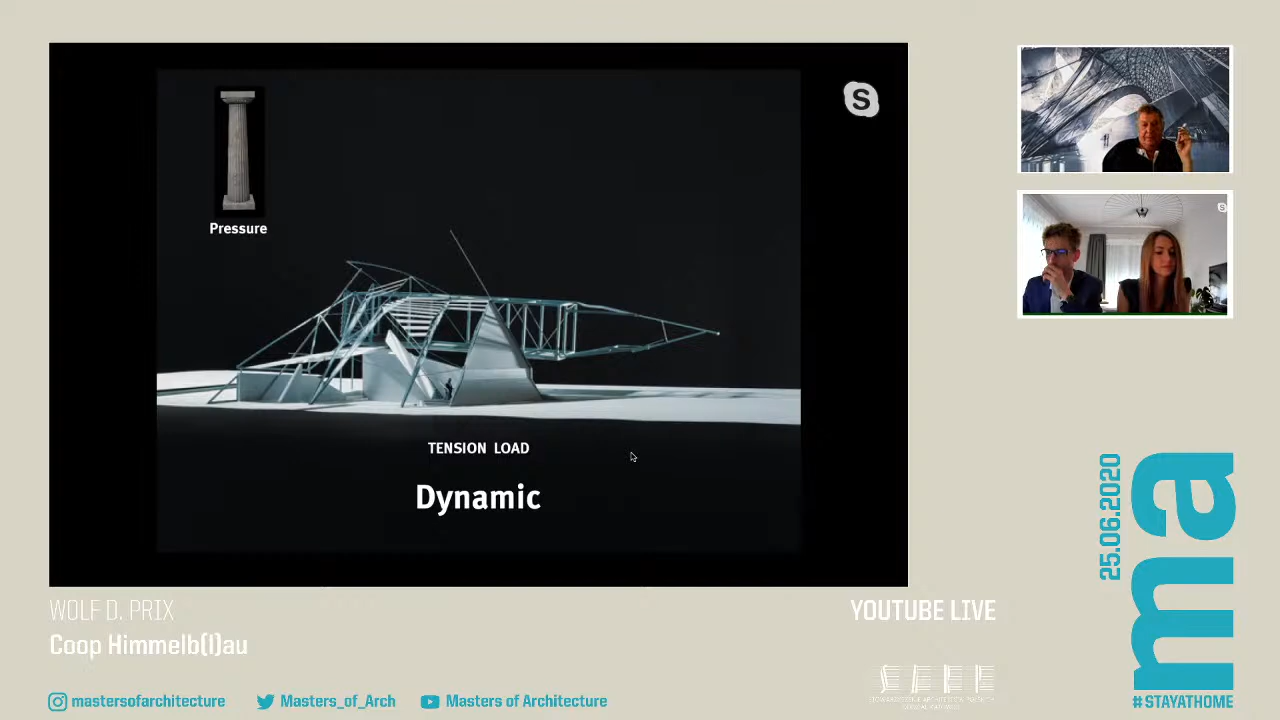 Pressure
TENSION LOAD
Dynamic
S
WOLF D. PRIX
Coop Himmelb(l)au
YOUTUBE LIVE
mastersofarchitecture
Masters_of_Arch
Masters of Architecture
25.06.2020
ma
#STAYATHOME